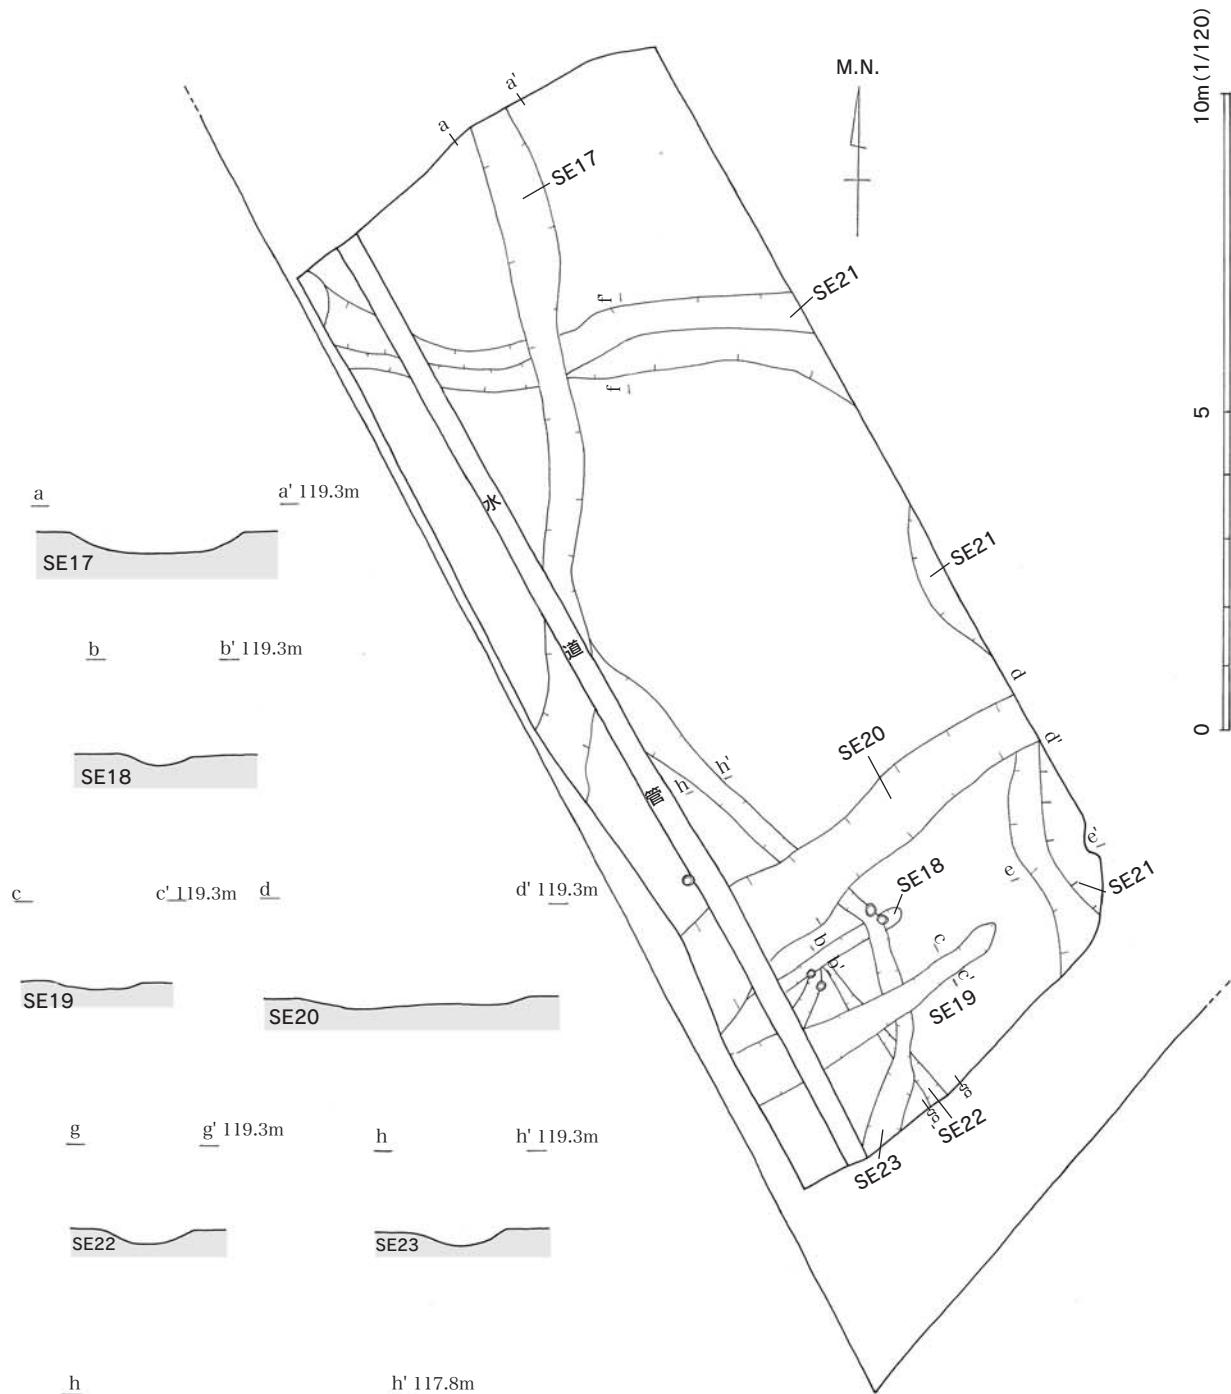 M.N.
10m (1/120)
5
0
a
a'
SE17
f'
SE21
f
水
道
管
SE21
d
d'
SE20
h
h'
SE18
e'
e
SE21
b
b'
c
c'
SE19
g
g'
SE22
SE23
a
a' 119.3m
SE17
b
b' 119.3m
SE18
c
c' 119.3m
SE19
d
d' 119.3m
SE20
g
g' 119.3m
SE22
h
h' 119.3m
SE23
h
h' 117.8m